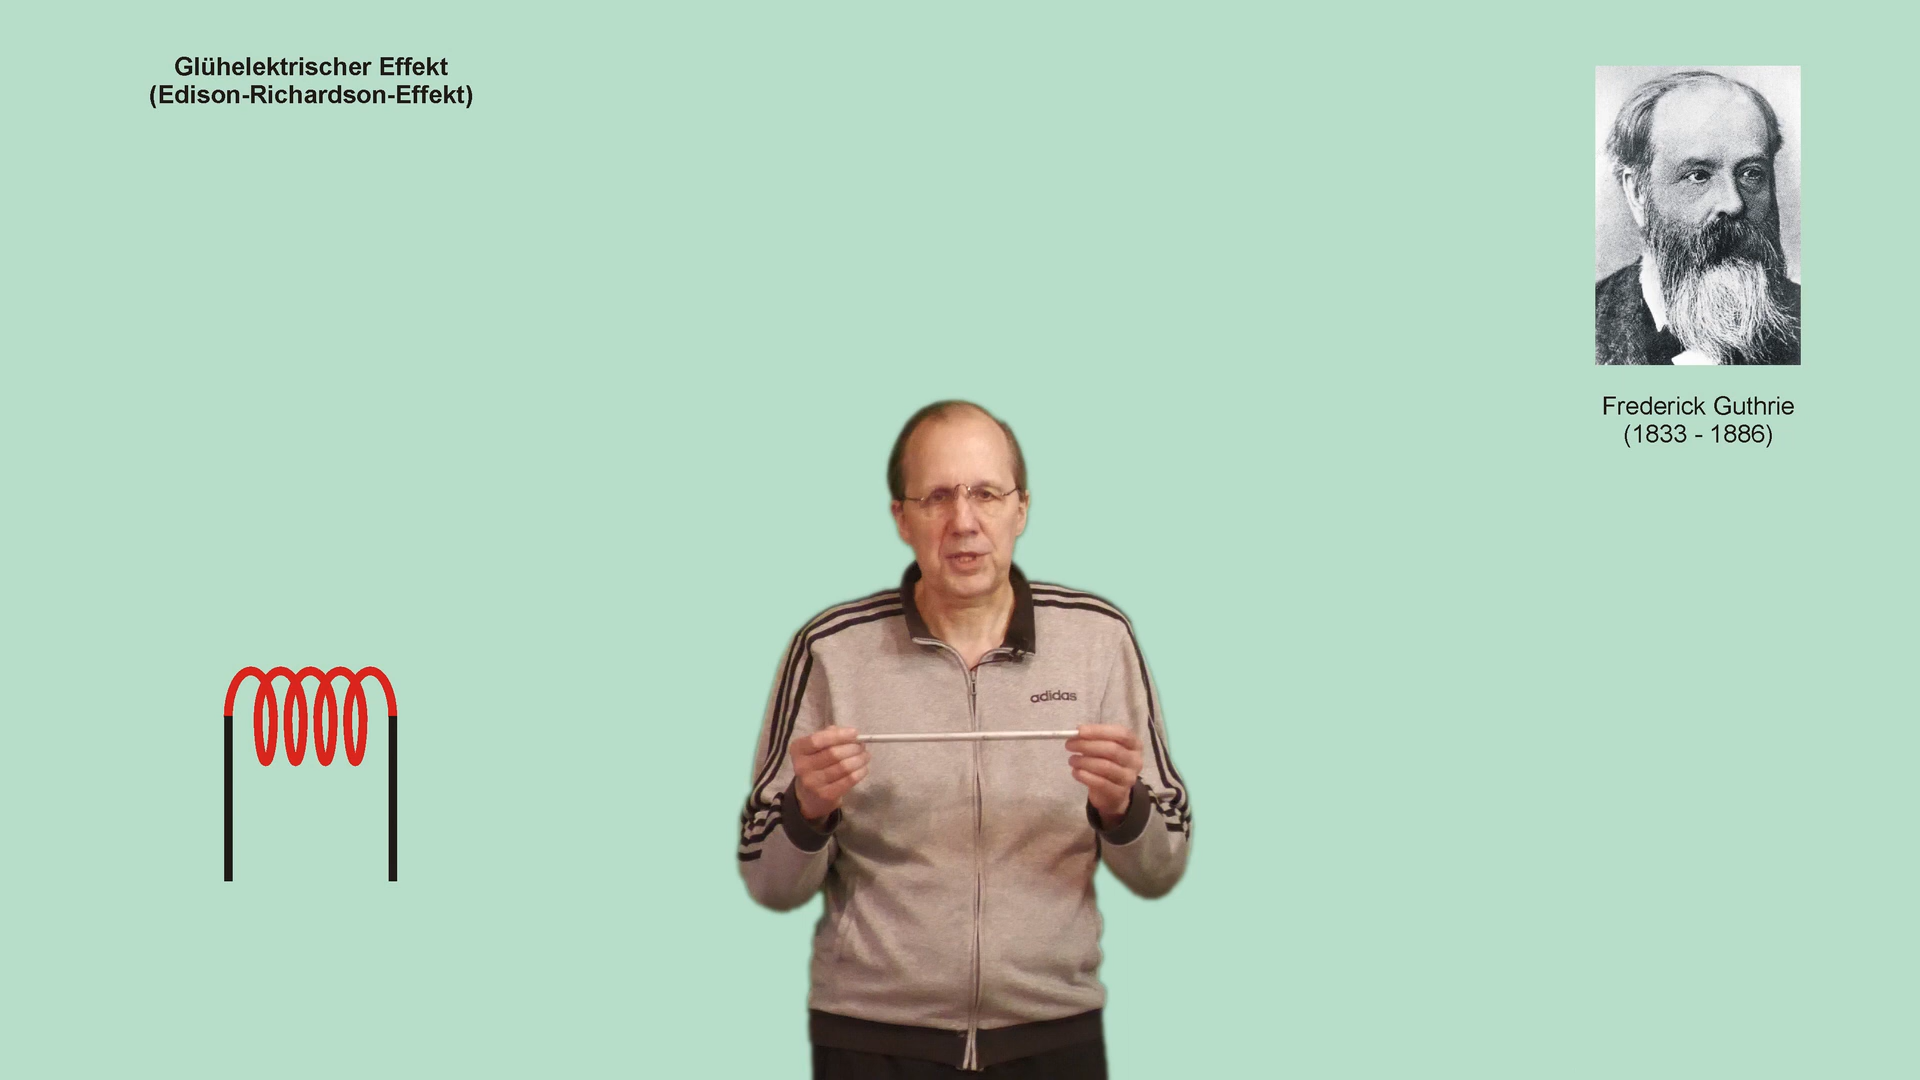 Glühelektrischer Effekt
(Edison-Richardson-Effekt)
Frederick Guthrie
(1833 - 1886)
adidas